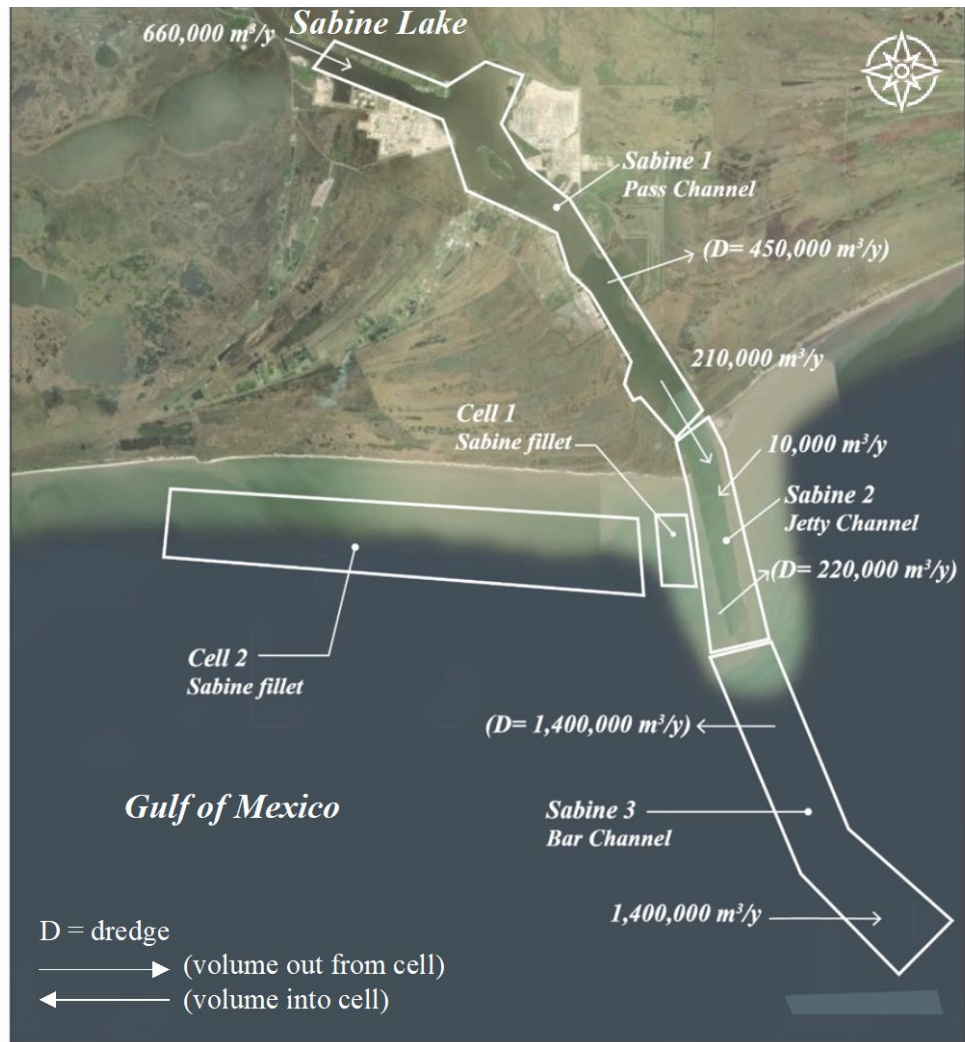 Sabine Lake
660,000 m³/y
Sabine 1
Pass Channel
(D= 450,000 m³/y)
210,000 m³/y
Cell 1
Sabine fillet
10,000 m³/y
Sabine 2
Jetty Channel
(D= 220,000 m³/y)
Cell 2
Sabine fillet
(D= 1,400,000 m³/y)
Gulf of Mexico
Sabine 3
Bar Channel
1,400,000 m³/y
D = dredge
(volume out from cell)
(volume into cell)